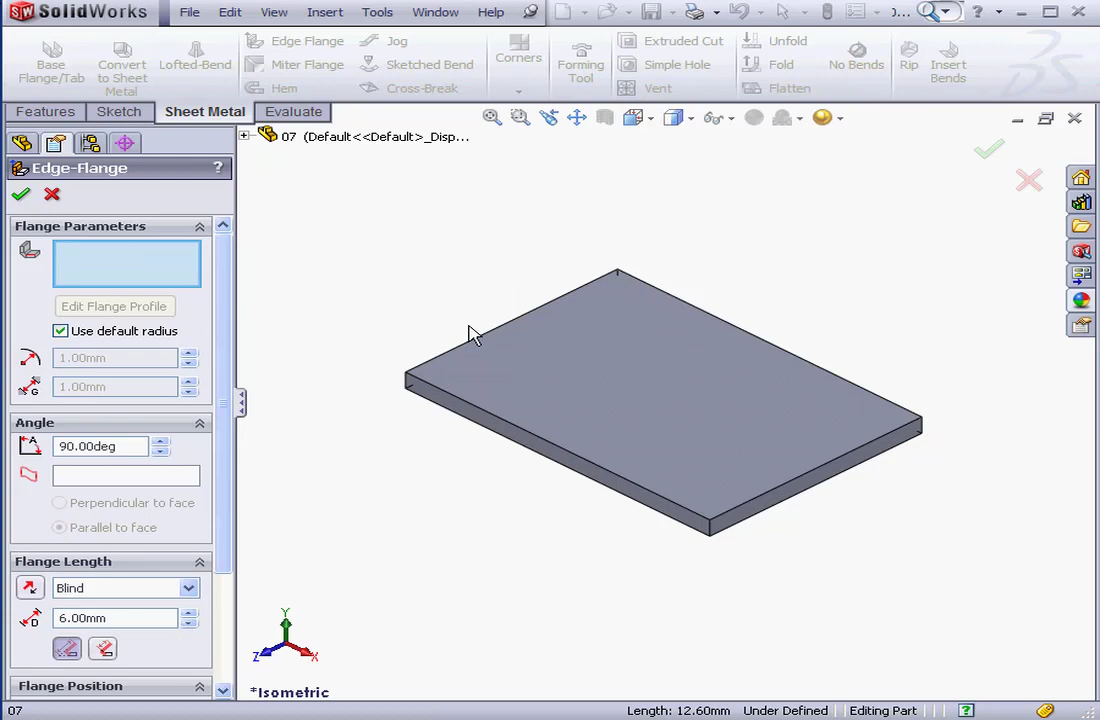 SolidWorks File Edit View Insert Tools Window Help )... ?
Base Flange/Tab
Convert to Sheet Metal
Lofted-Bend
Edge Flange
Miter Flange
Hem
Jog
Sketched Bend
Cross-Break
Corners
Forming Tool
Extruded Cut
Simple Hole
Vent
Unfold
Fold
Flatten
No Bends
Rip
Insert Bends
Features Sketch Sheet Metal Evaluate
07 (Default<<Default>_Disp...
Edge-Flange ?
Flange Parameters
Edit Flange Profile
Use default radius
1.00mm
G 1.00mm
Angle
A 90.00deg
Perpendicular to face
Parallel to face
Flange Length
Blind
D 6.00mm
Flange Position
Y
Z X
*Isometric
07 Length: 12.60mm Under Defined Editing Part ?